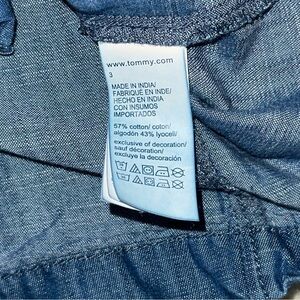 www.tommy.com
3
MADE IN INDIA/
FABRIQUÉ EN INDE/
HECHO EN INDIA
CON INSUMOS
IMPORTADOS
57% cotton/ coton/
algodón 43% lyocell/
exclusive of decoration/
sauf décoration/
excluye la decoración